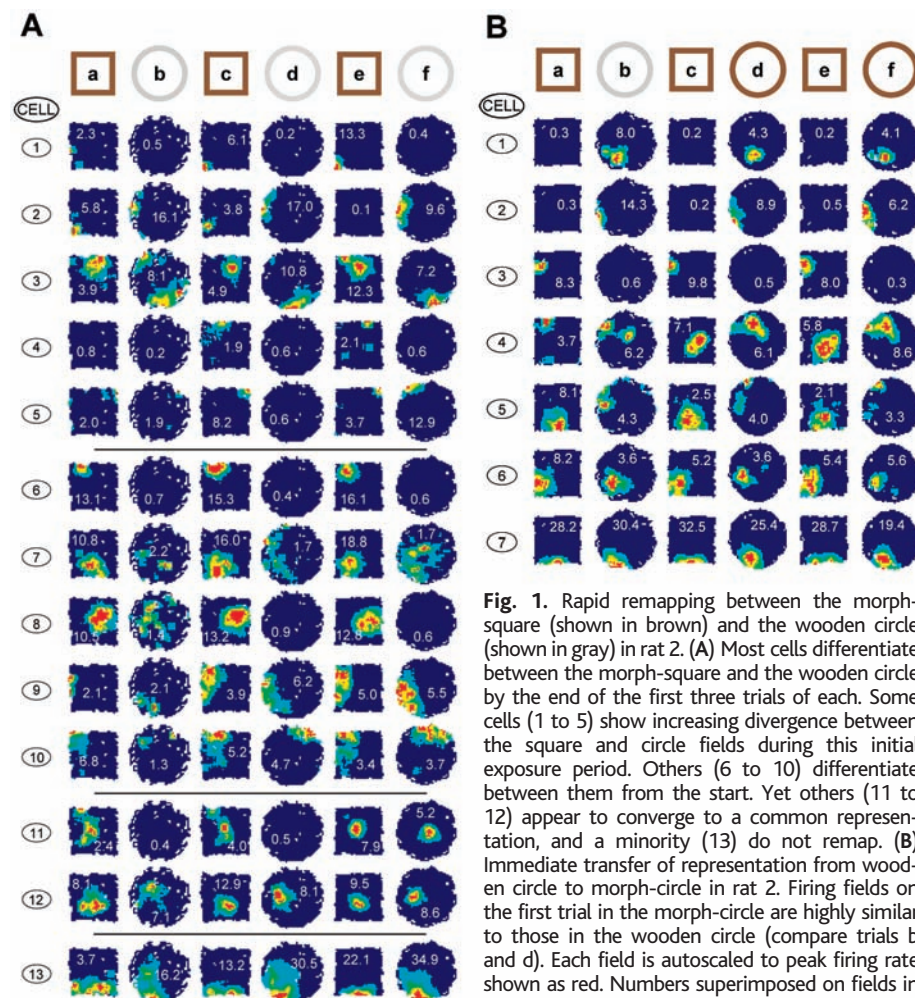 A
a b c d e f
CELL
1 2.3 0.5 6.1 0.2 13.3 0.4
2 5.8 16.1 3.8 17.0 0.1 9.6
3 3.9 8.1 4.9 10.8 12.3 7.2
4 0.8 0.2 1.9 0.6 2.1 0.6
5 2.0 1.9 8.2 0.6 3.7 12.9
6 13.1 0.7 15.3 0.4 16.1 0.6
7 10.8 2.2 16.0 1.7 18.8 1.7
8 10.5 1.4 13.2 0.9 12.8 0.6
9 2.1 2.1 3.9 6.2 5.0 5.5
10 6.8 1.3 5.2 4.7 3.4 3.7
11 2.4 0.4 4.0 0.5 7.9 5.2
12 8.1 7.1 12.9 8.1 9.5 8.6
13 3.7 16.2 13.2 30.5 22.1 34.9
B
a b c d e f
CELL
1 0.3 8.0 0.2 4.3 0.2 4.1
2 0.3 14.3 0.2 8.9 0.5 6.2
3 8.3 0.6 9.8 0.5 8.0 0.3
4 3.7 6.2 7.1 6.1 5.8 8.6
5 8.1 4.3 2.5 4.0 2.1 3.3
6 8.2 3.6 5.2 3.6 5.4 5.6
7 28.2 30.4 32.5 25.4 28.7 19.4
Fig. 1. Rapid remapping between the morph-
square (shown in brown) and the wooden circle
(shown in gray) in rat 2. (A) Most cells differentiate
between the morph-square and the wooden circle
by the end of the first three trials of each. Some
cells (1 to 5) show increasing divergence between
the square and circle fields during this initial
exposure period. Others (6 to 10) differentiate
between them from the start. Yet others (11 to
12) appear to converge to a common represen-
tation, and a minority (13) do not remap. (B)
Immediate transfer of representation from wood-
en circle to morph-circle in rat 2. Firing fields on
the first trial in the morph-circle are highly similar
to those in the wooden circle (compare trials b
and d). Each field is autoscaled to peak firing rate
shown as red. Numbers superimposed on fields in